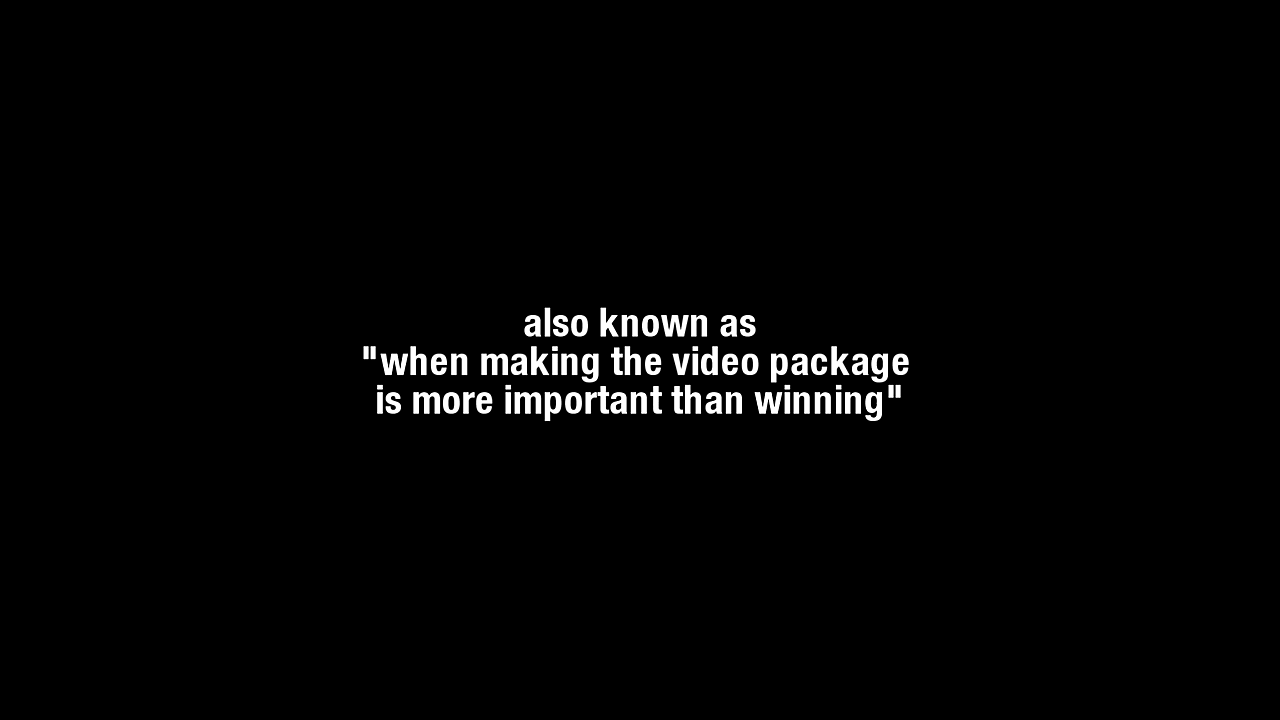 also known as
"when making the video package
is more important than winning"